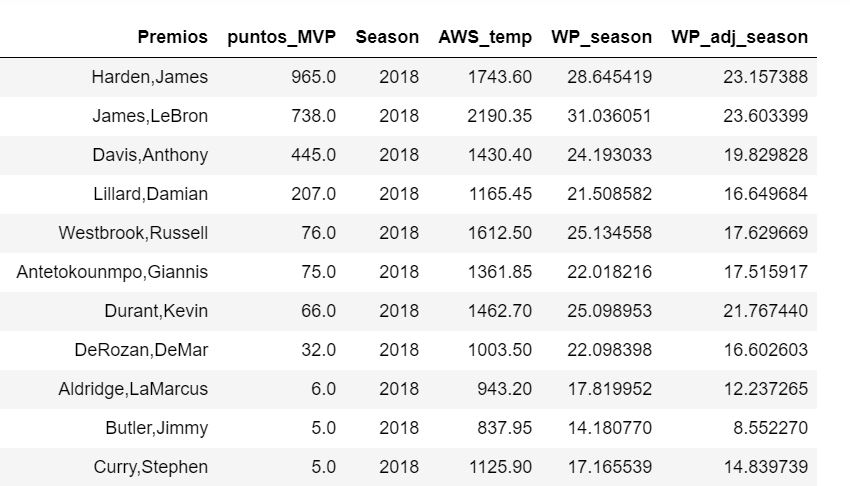 Premios puntos_MVP Season AWS_temp WP_season WP_adj_season
Harden,James 965.0 2018 1743.60 28.645419 23.157388
James,LeBron 738.0 2018 2190.35 31.036051 23.603399
Davis,Anthony 445.0 2018 1430.40 24.193033 19.829828
Lillard,Damian 207.0 2018 1165.45 21.508582 16.649684
Westbrook,Russell 76.0 2018 1612.50 25.134558 17.629669
Antetokounmpo,Giannis 75.0 2018 1361.85 22.018216 17.515917
Durant,Kevin 66.0 2018 1462.70 25.098953 21.767440
DeRozan,DeMar 32.0 2018 1003.50 22.098398 16.602603
Aldridge,LaMarcus 6.0 2018 943.20 17.819952 12.237265
Butler,Jimmy 5.0 2018 837.95 14.180770 8.552270
Curry,Stephen 5.0 2018 1125.90 17.165539 14.839739